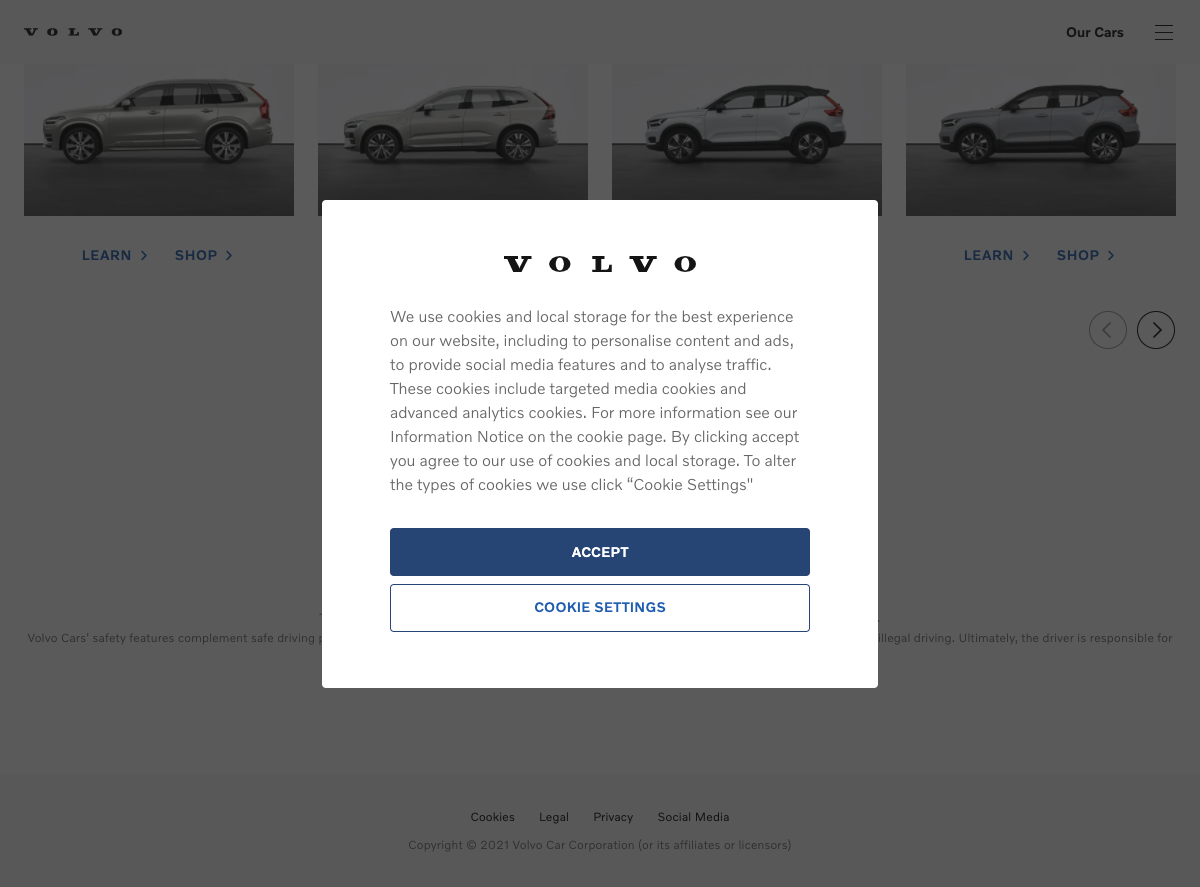 VOLVO
Our Cars
LEARN SHOP
LEARN SHOP
VOLVO
We use cookies and local storage for the best experience
on our website, including to personalise content and ads,
to provide social media features and to analyse traffic.
These cookies include targeted media cookies and
advanced analytics cookies. For more information see our
Information Notice on the cookie page. By clicking accept
you agree to our use of cookies and local storage. To alter
the types of cookies we use click “Cookie Settings"
ACCEPT
COOKIE SETTINGS
Volvo Cars’ safety features complement safe driving illegal driving. Ultimately, the driver is responsible for
Cookies Legal Privacy Social Media
Copyright © 2021 Volvo Car Corporation (or its affiliates or licensors)